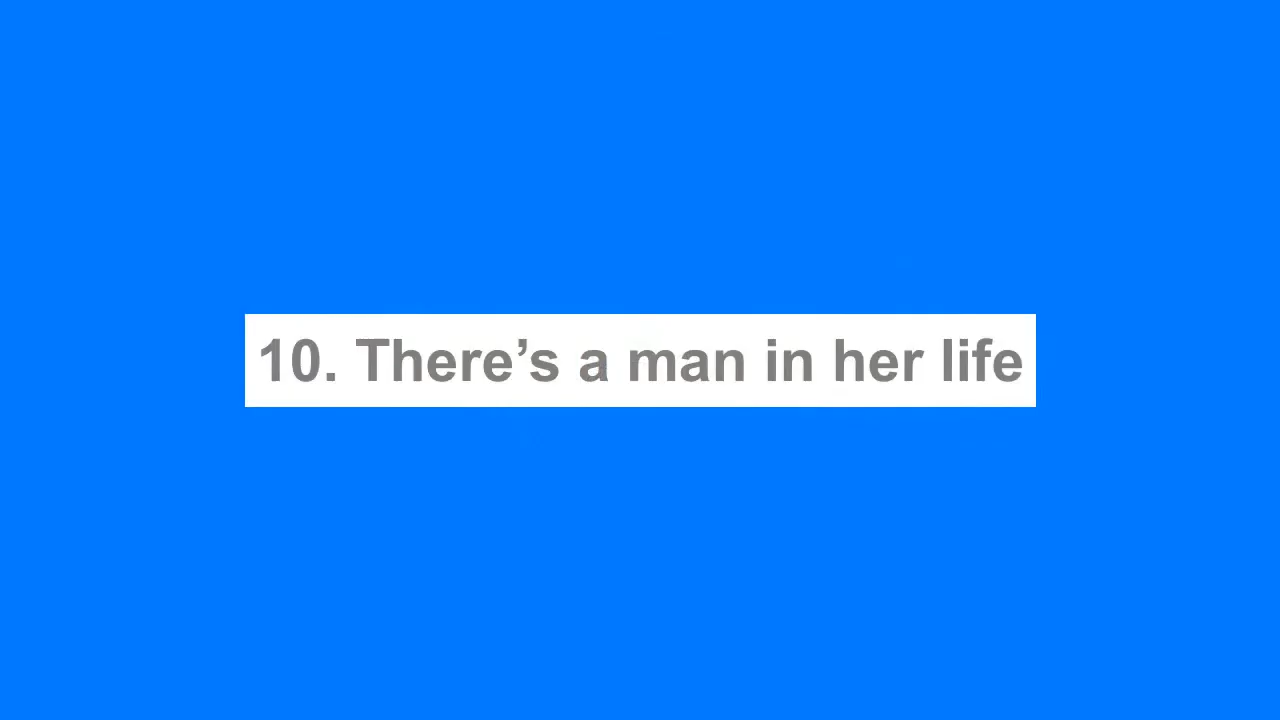 10. There’s a man in her life